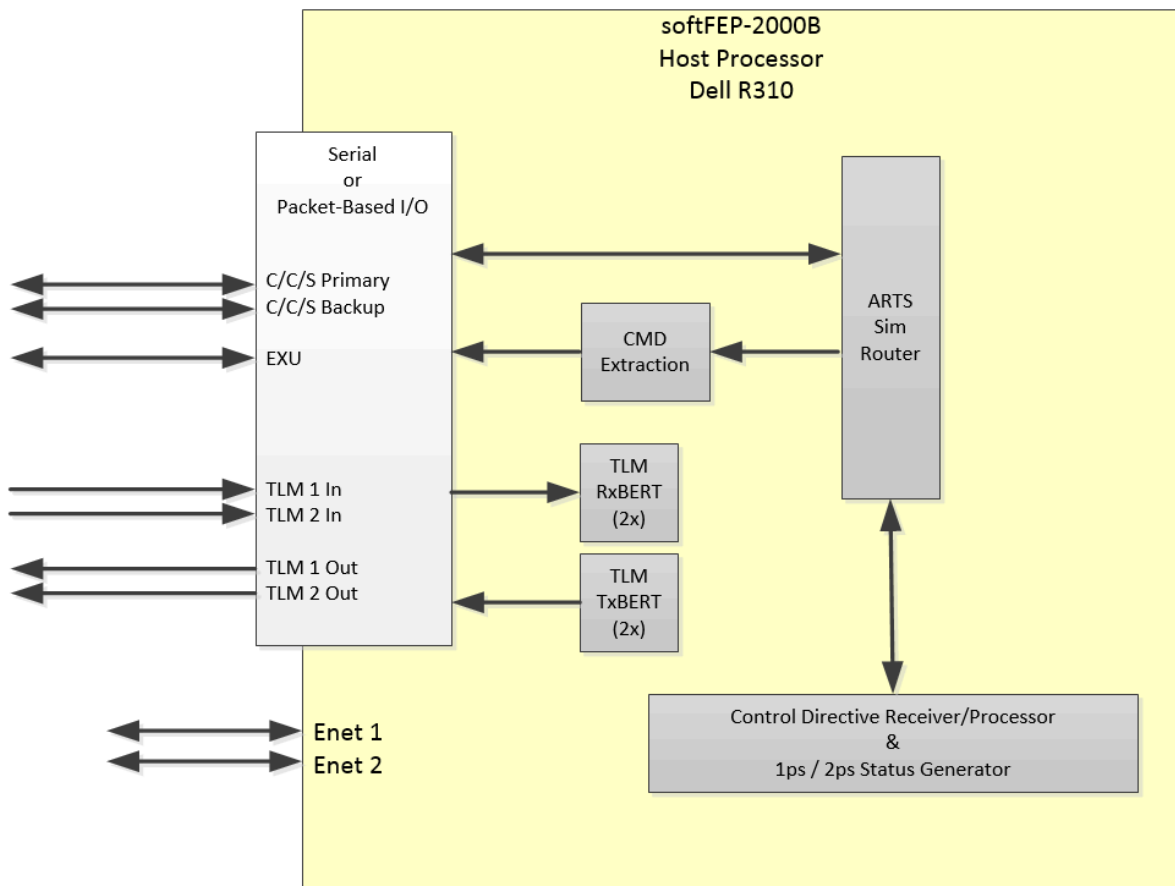 softFEP-2000B
Host Processor
Dell R310
Serial
or
Packet-Based I/O
C/C/S Primary
C/C/S Backup
EXU
TLM 1 In
TLM 2 In
TLM 1 Out
TLM 2 Out
CMD
Extraction
TLM
RxBERT
(2x)
TLM
TxBERT
(2x)
ARTS
Sim
Router
Control Directive Receiver/Processor
&
1ps / 2ps Status Generator
Enet 1
Enet 2